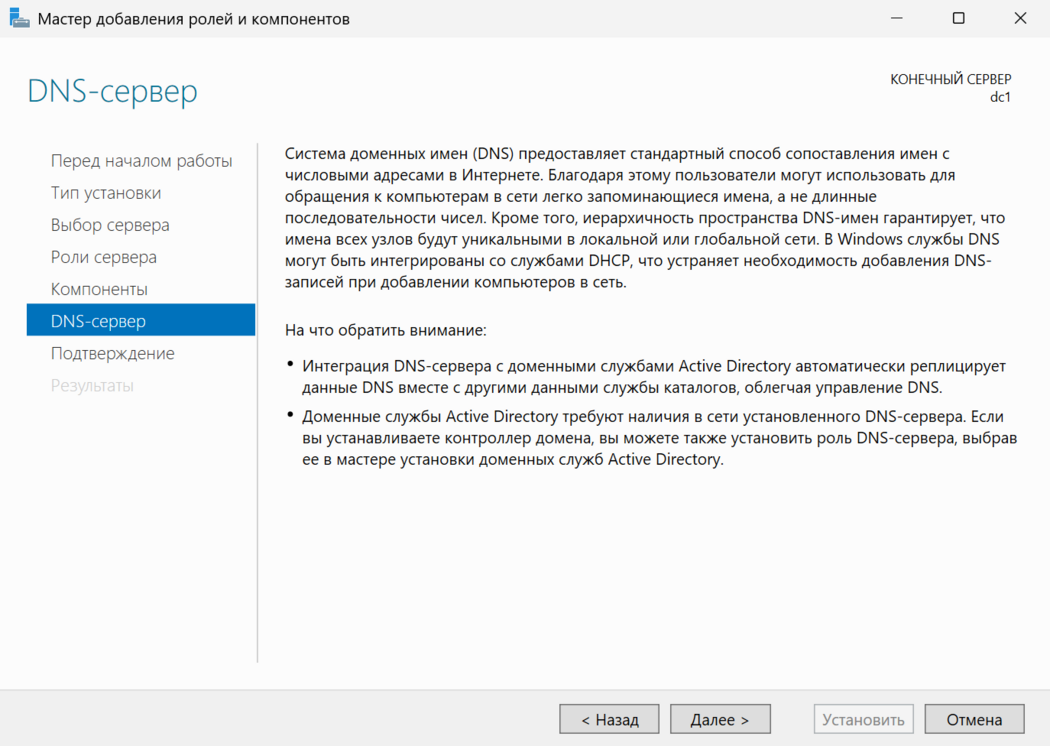 Мастер добавления ролей и компонентов
DNS-сервер
КОНЕЧНЫЙ СЕРВЕР
dc1
Перед началом работы
Тип установки
Выбор сервера
Роли сервера
Компоненты
DNS-сервер
Подтверждение
Результаты
Система доменных имен (DNS) предоставляет стандартный способ сопоставления имен с
числовыми адресами в Интернете. Благодаря этому пользователи могут использовать для
обращения к компьютерам в сети легко запоминающиеся имена, а не длинные
последовательности чисел. Кроме того, иерархичность пространства DNS-имен гарантирует, что
имена всех узлов будут уникальными в локальной или глобальной сети. В Windows службы DNS
могут быть интегрированы со службами DHCP, что устраняет необходимость добавления DNS-
записей при добавлении компьютеров в сеть.
На что обратить внимание:
• Интеграция DNS-сервера с доменными службами Active Directory автоматически реплицирует
данные DNS вместе с другими данными службы каталогов, облегчая управление DNS.
• Доменные службы Active Directory требуют наличия в сети установленного DNS-сервера. Если
вы устанавливаете контроллер домена, вы можете также установить роль DNS-сервера, выбрав
ее в мастере установки доменных служб Active Directory.
< Назад
Далее >
Установить
Отмена